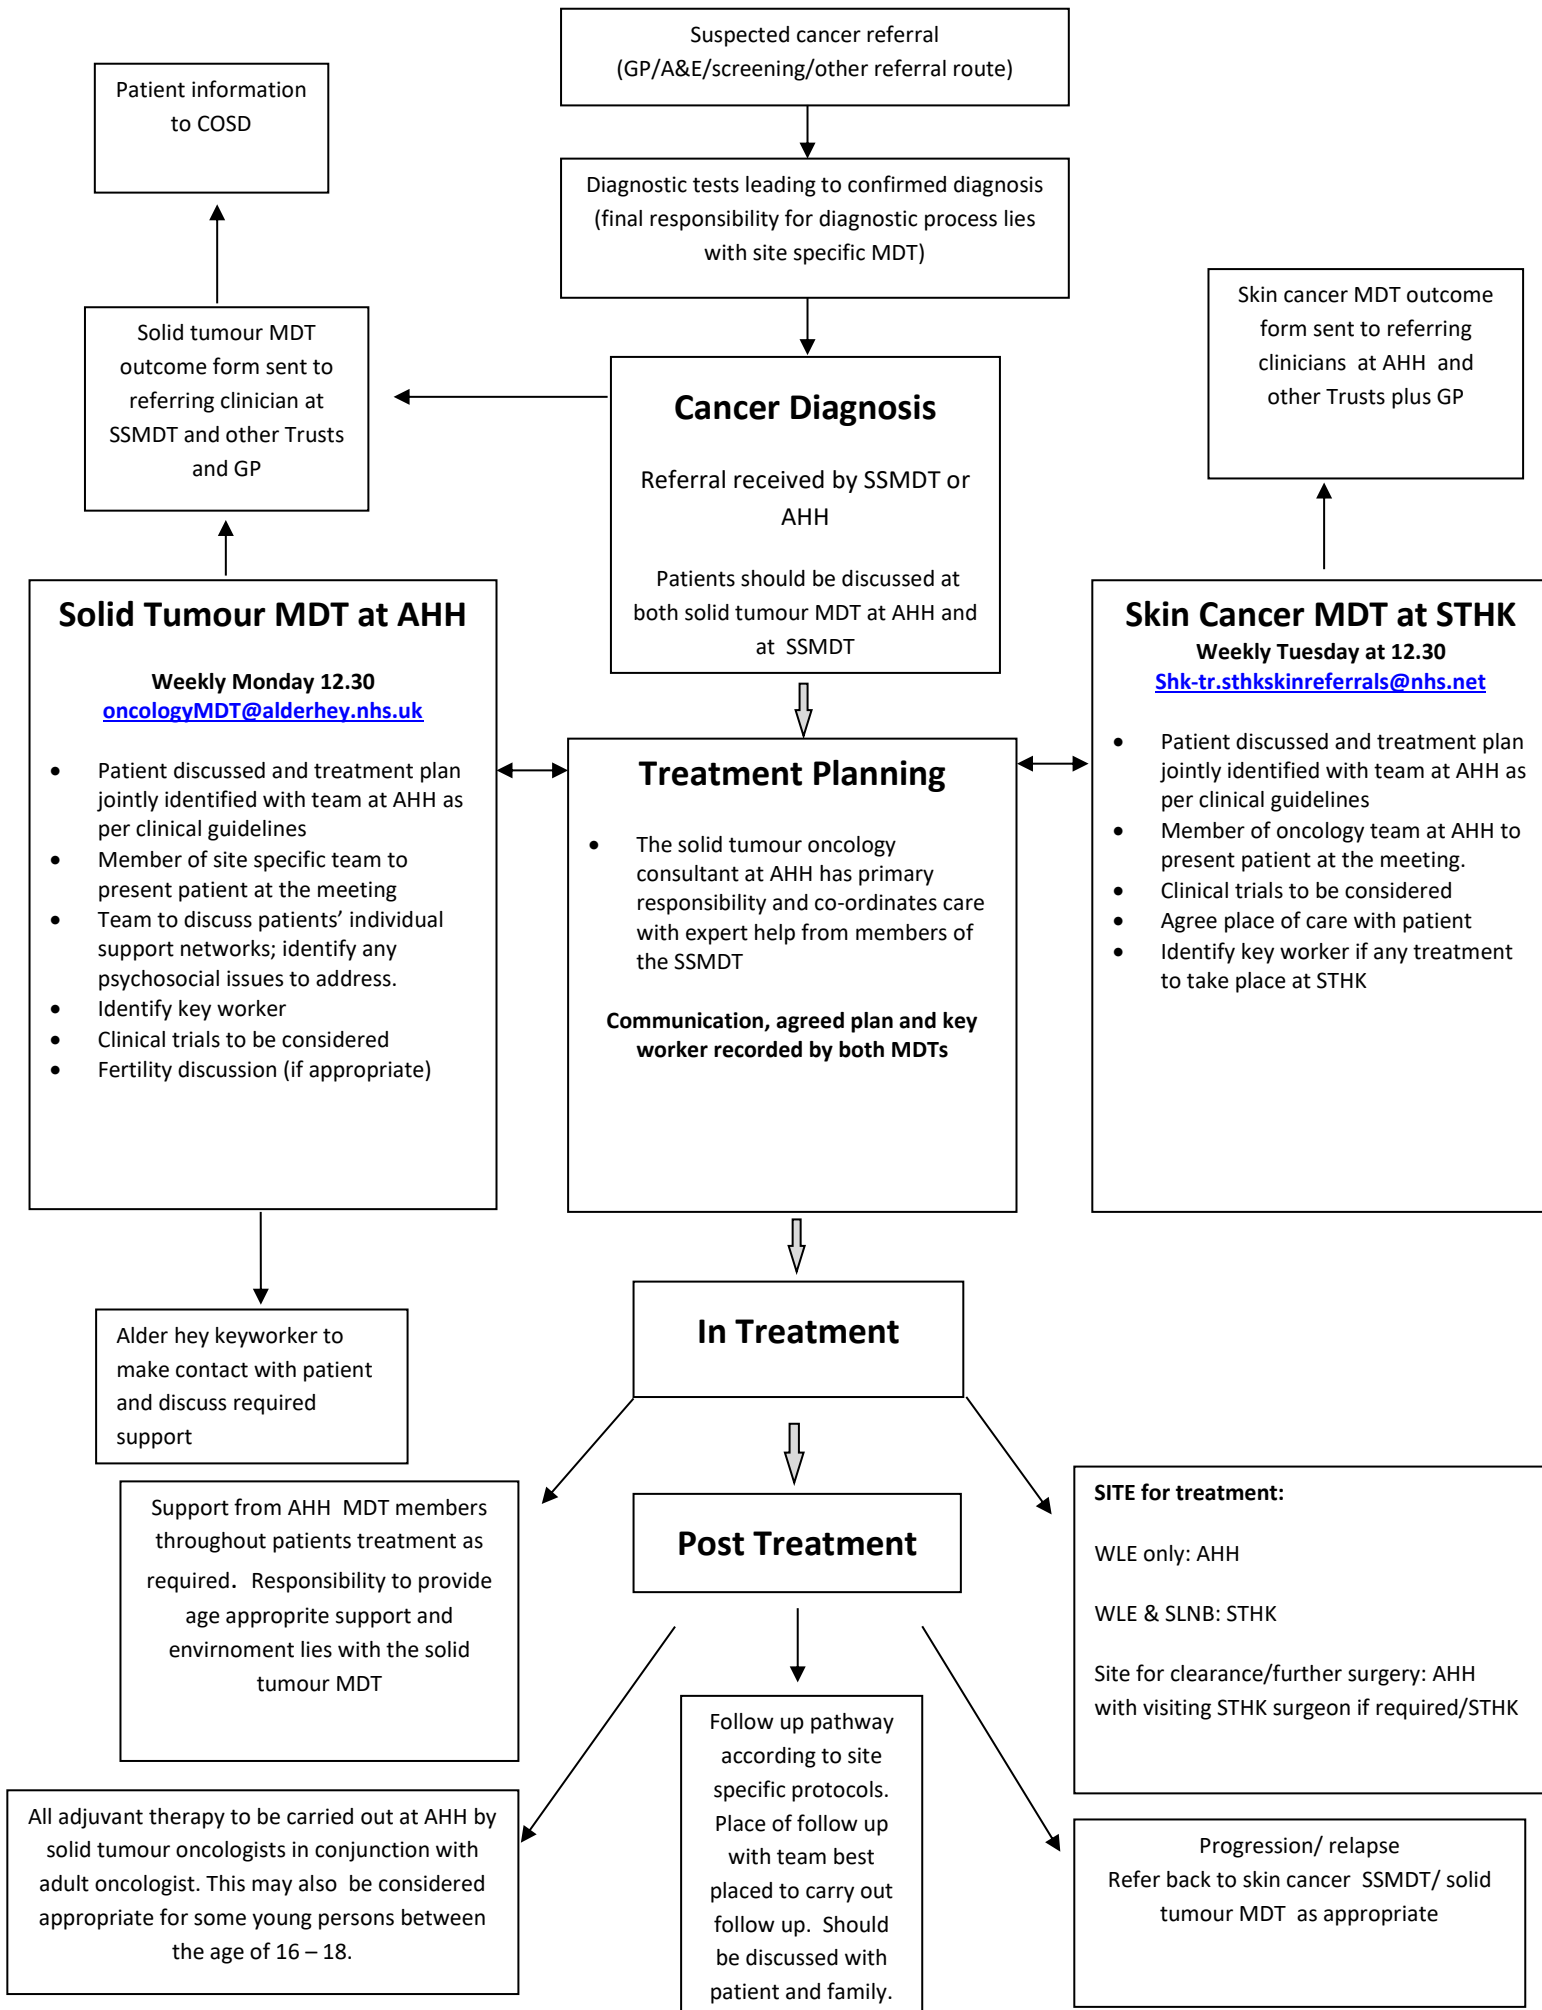 Suspected cancer referral
(GP/A&E/screening/other referral route)
Patient information
to COSD
Diagnostic tests leading to confirmed diagnosis
(final responsibility for diagnostic process lies
with site specific MDT)
Solid tumour MDT
outcome form sent to
referring clinician at
SSMDT and other Trusts
and GP
Cancer Diagnosis
Referral received by SSMDT or
AHH
Patients should be discussed at
both solid tumour MDT at AHH and
at SSMDT
Skin cancer MDT outcome
form sent to referring
clinicians at AHH and
other Trusts plus GP
Solid Tumour MDT at AHH
Weekly Monday 12.30
oncologyMDT@alderhey.nhs.uk
• Patient discussed and treatment plan
jointly identified with team at AHH as
per clinical guidelines
• Member of site specific team to
present patient at the meeting
• Team to discuss patients’ individual
support networks; identify any
psychosocial issues to address.
• Identify key worker
• Clinical trials to be considered
• Fertility discussion (if appropriate)
Treatment Planning
• The solid tumour oncology
consultant at AHH has primary
responsibility and co-ordinates care
with expert help from members of
the SSMDT
Communication, agreed plan and key
worker recorded by both MDTs
Skin Cancer MDT at STHK
Weekly Tuesday at 12.30
Shk-tr.sthkskinreferrals@nhs.net
• Patient discussed and treatment plan
jointly identified with team at AHH as
per clinical guidelines
• Member of oncology team at AHH to
present patient at the meeting.
• Clinical trials to be considered
• Agree place of care with patient
• Identify key worker if any treatment
to take place at STHK
Alder hey keyworker to
make contact with patient
and discuss required
support
In Treatment
Support from AHH MDT members
throughout patients treatment as
required. Responsibility to provide
age approprite support and
envirnoment lies with the solid
tumour MDT
Post Treatment
SITE for treatment:
WLE only: AHH
WLE & SLNB: STHK
Site for clearance/further surgery: AHH
with visiting STHK surgeon if required/STHK
All adjuvant therapy to be carried out at AHH by
solid tumour oncologists in conjunction with
adult oncologist. This may also be considered
appropriate for some young persons between
the age of 16 – 18.
Follow up pathway
according to site
specific protocols.
Place of follow up
with team best
placed to carry out
follow up. Should
be discussed with
patient and family.
Progression/ relapse
Refer back to skin cancer SSMDT/ solid
tumour MDT as appropriate